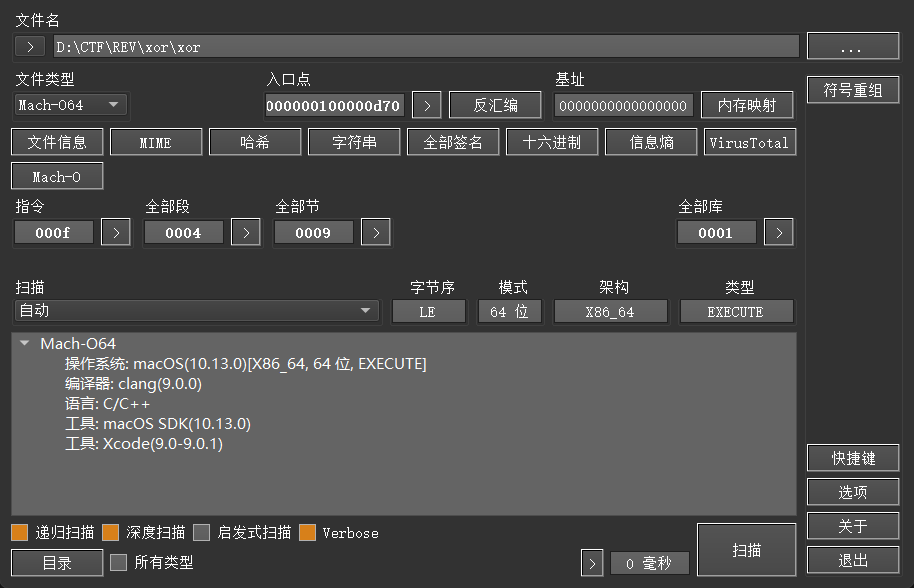 文件名
> D:\CTF\REV\xor\xor ...
文件类型 入口点 基址
Mach-O64 000000100000d70 > 反汇编 0000000000000000 内存映射 符号重组
文件信息 MIME 哈希 字符串 全部签名 十六进制 信息熵 VirusTotal
Mach-O
指令 全部段 全部节 全部库
000f > 0004 > 0009 > 0001 >
扫描 字节序 模式 架构 类型
自动 LE 64 位 X86_64 EXECUTE
Mach-O64
操作系统: macOS(10.13.0)[X86_64, 64 位, EXECUTE]
编译器: clang(9.0.0)
语言: C/C++
工具: macOS SDK(10.13.0)
工具: Xcode(9.0-9.0.1)
快捷键
选项
递归扫描 深度扫描 启发式扫描 Verbose 关于
目录 所有类型 > 0 毫秒 扫描 退出